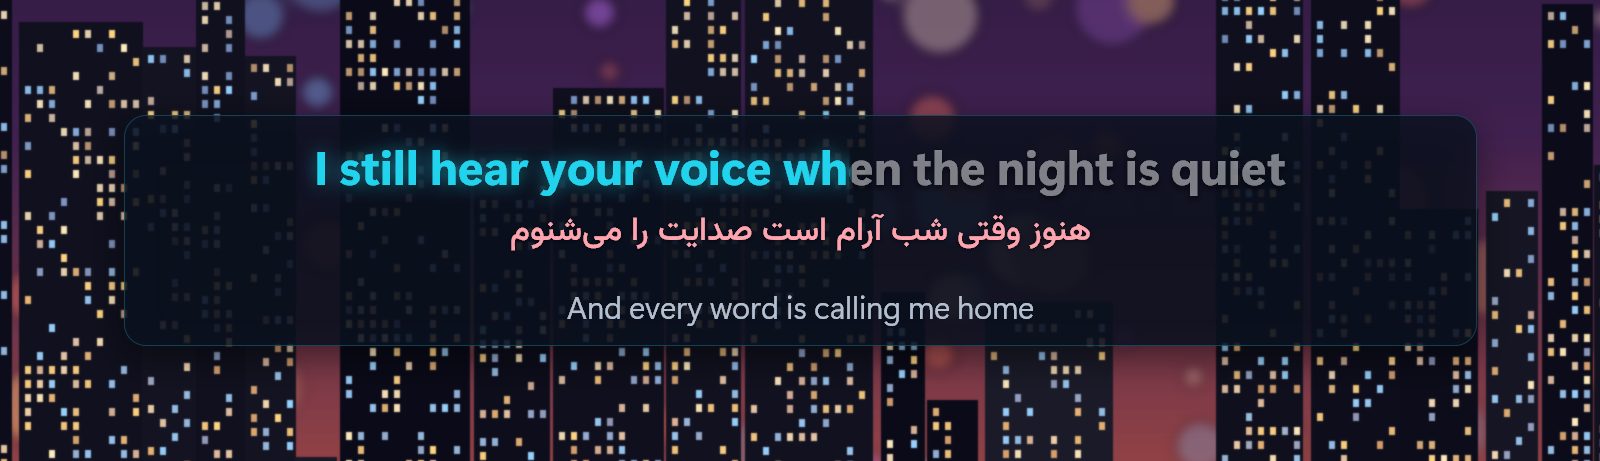 I still hear your voice when the night is quiet
هنوز وقتی شب آرام است صدایت را می‌شنوم
And every word is calling me home